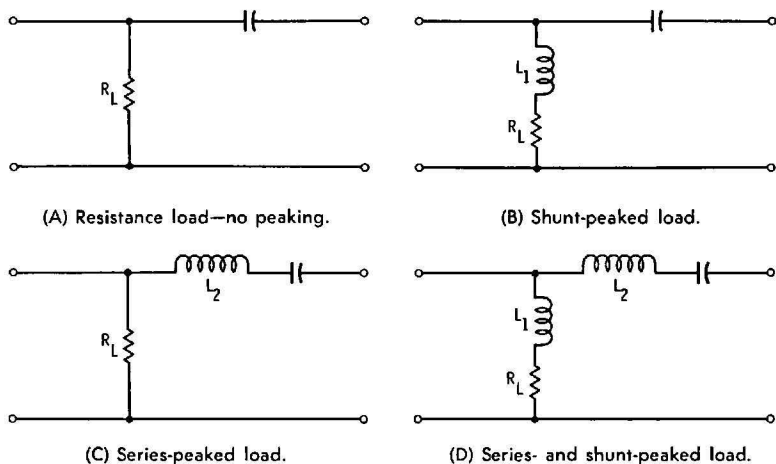 R_L
(A) Resistance load—no peaking.
L_1
R_L
(B) Shunt-peaked load.
L_2
R_L
(C) Series-peaked load.
L_2
L_1
R_L
(D) Series- and shunt-peaked load.